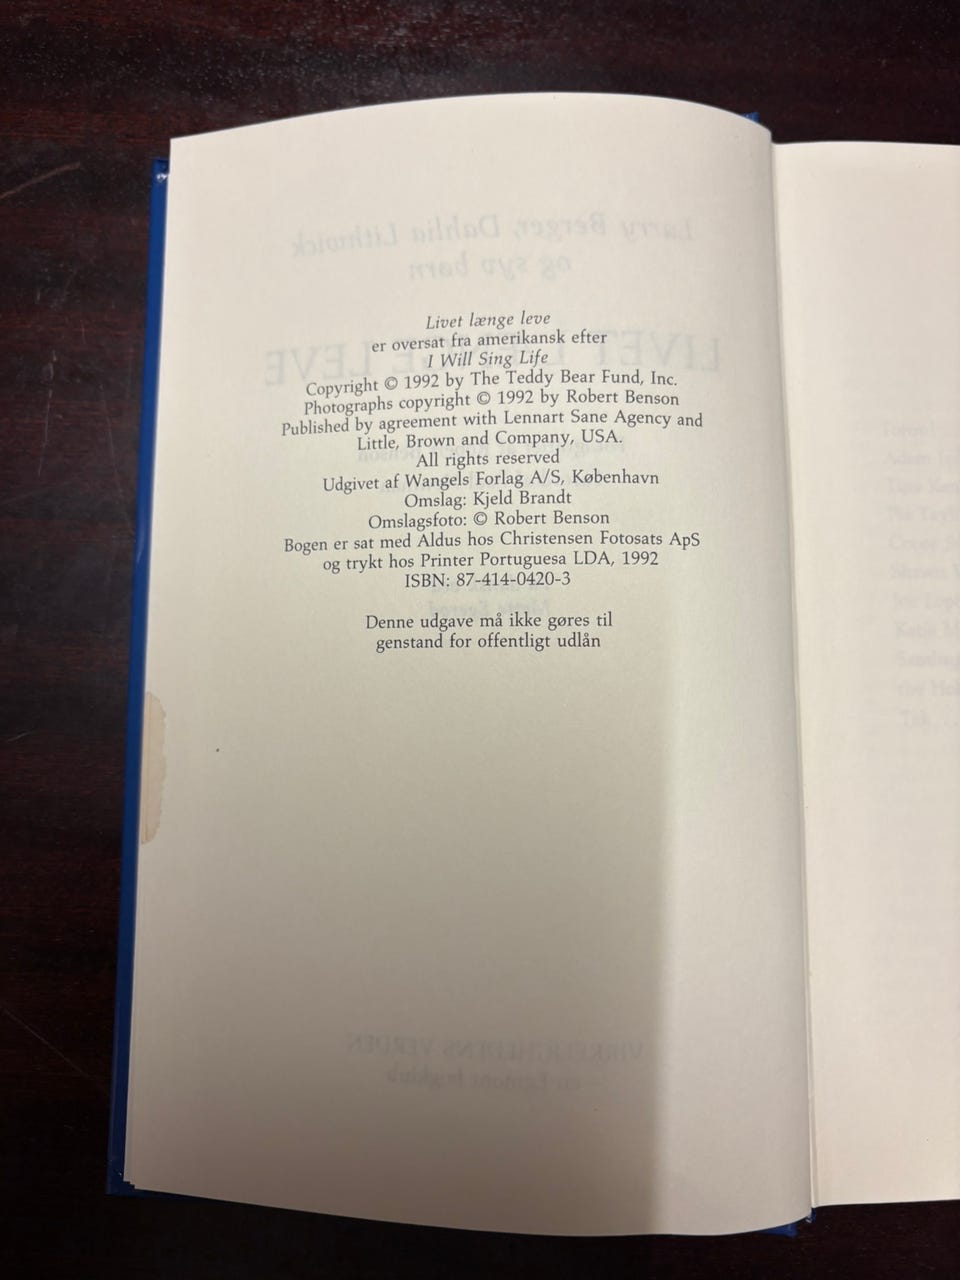 Livet længe leve
er oversat fra amerikansk efter
I Will Sing Life
Copyright © 1992 by The Teddy Bear Fund, Inc.
Photographs copyright © 1992 by Robert Benson
Published by agreement with Lennart Sane Agency and
Little, Brown and Company, USA.
All rights reserved
Udgivet af Wangels Forlag A/S, København
Omslag: Kjeld Brandt
Omslagsfoto: © Robert Benson
Bogen er sat med Aldus hos Christensen Fotosats ApS
og trykt hos Printer Portuguesa LDA, 1992
ISBN: 87-414-0420-3
Denne udgave må ikke gøres til
genstand for offentligt udlån